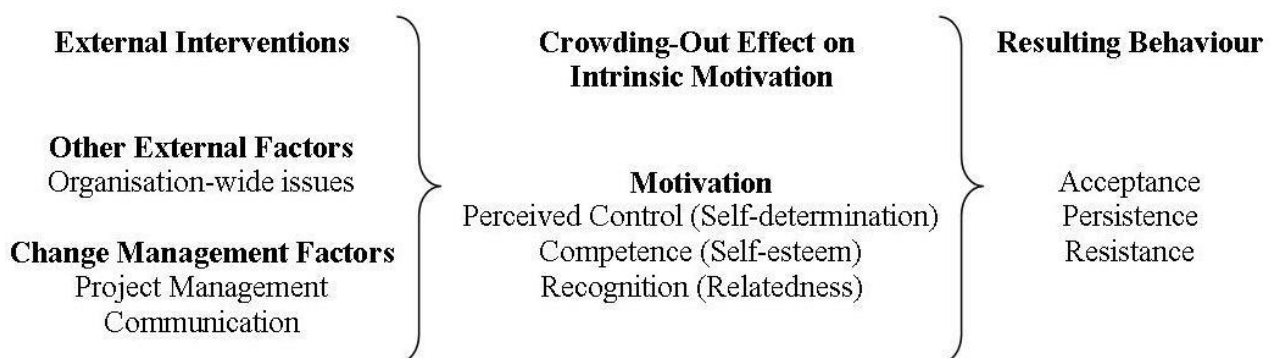 External Interventions
Other External Factors
Organisation-wide issues
Change Management Factors
Project Management
Communication
Crowding-Out Effect on
Intrinsic Motivation
Motivation
Perceived Control (Self-determination)
Competence (Self-esteem)
Recognition (Relatedness)
Resulting Behaviour
Acceptance
Persistence
Resistance